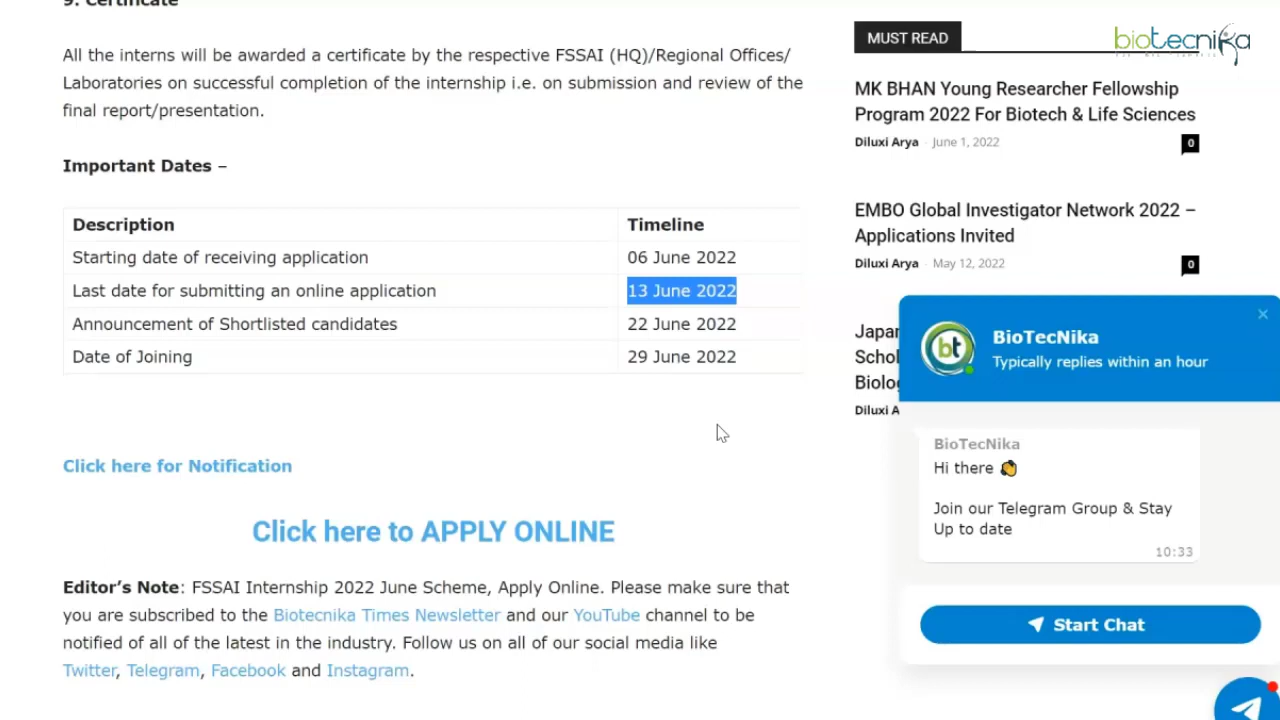 9. Certificate
All the interns will be awarded a certificate by the respective FSSAI (HQ)/Regional Offices/
Laboratories on successful completion of the internship i.e. on submission and review of the
final report/presentation.
Important Dates –
Description Timeline
Starting date of receiving application 06 June 2022
Last date for submitting an online application 13 June 2022
Announcement of Shortlisted candidates 22 June 2022
Date of Joining 29 June 2022
Click here for Notification
Click here to APPLY ONLINE
Editor’s Note: FSSAI Internship 2022 June Scheme, Apply Online. Please make sure that
you are subscribed to the Biotecnika Times Newsletter and our YouTube channel to be
notified of all of the latest in the industry. Follow us on all of our social media like
Twitter, Telegram, Facebook and Instagram.
MUST READ
biotecnika
MK BHAN Young Researcher Fellowship
Program 2022 For Biotech & Life Sciences
Diluxi Arya - June 1, 2022 0
EMBO Global Investigator Network 2022 –
Applications Invited
Diluxi Arya - May 12, 2022 0
Diluxi A
bt
BioTecNika
Typically replies within an hour
BioTecNika
Hi there
Join our Telegram Group & Stay
Up to date
10:33
Start Chat